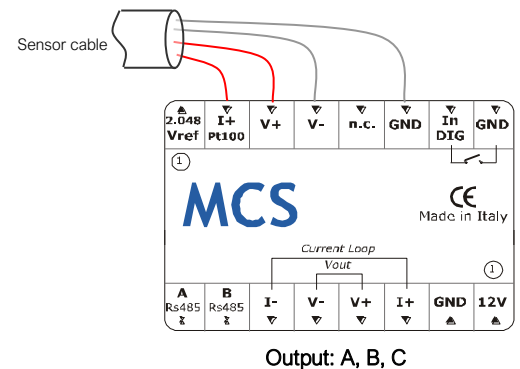 Sensor cable
2.048 Vref
I+ Pt100
V+
V-
n.c.
GND
In DIG
GND
1
MCS
CE
Made in Italy
Current Loop
Vout
1
A Rs485
B Rs485
I-
V-
V+
I+
GND
12V
Output: A, B, C